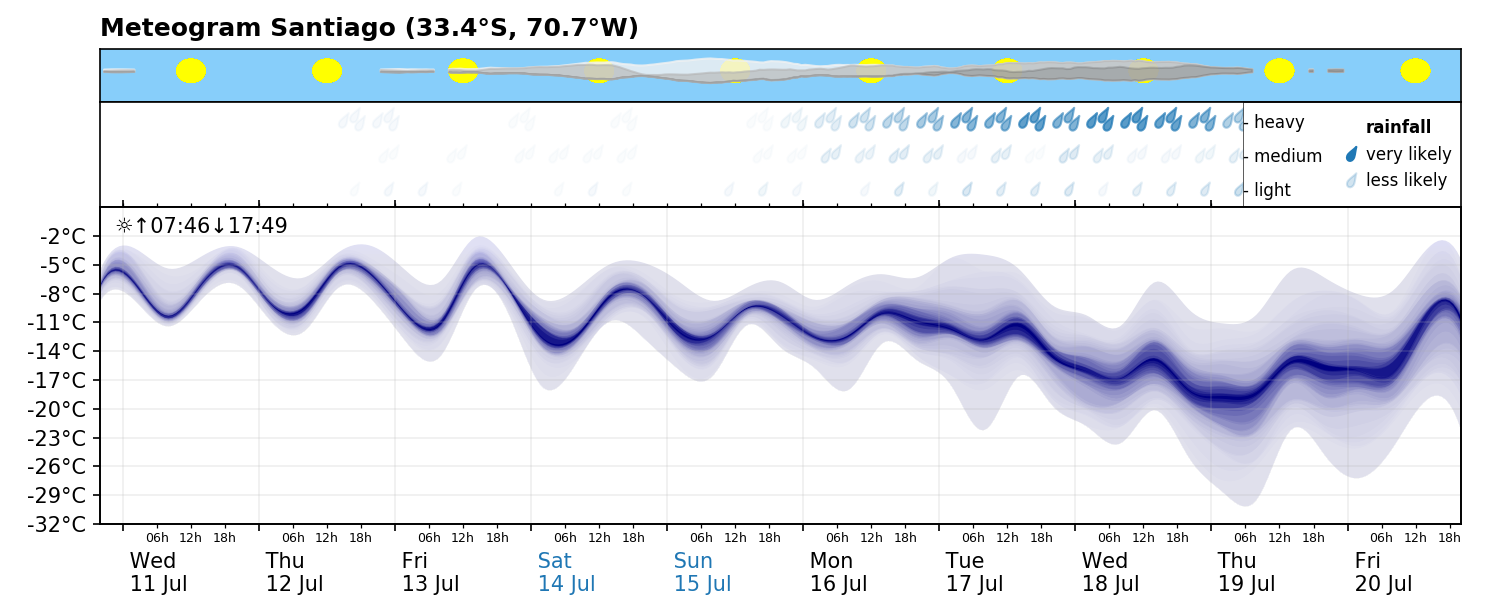 Meteogram Santiago (33.4°S, 70.7°W)
heavy
medium
light
rainfall
very likely
less likely
☼↑07:46↓17:49
-2°C
-5°C
-8°C
-11°C
-14°C
-17°C
-20°C
-23°C
-26°C
-29°C
-32°C
06h 12h 18h 06h 12h 18h 06h 12h 18h 06h 12h 18h 06h 12h 18h 06h 12h 18h 06h 12h 18h 06h 12h 18h 06h 12h 18h 06h 12h 18h
Wed Thu Fri Sat Sun Mon Tue Wed Thu Fri
11 Jul 12 Jul 13 Jul 14 Jul 15 Jul 16 Jul 17 Jul 18 Jul 19 Jul 20 Jul